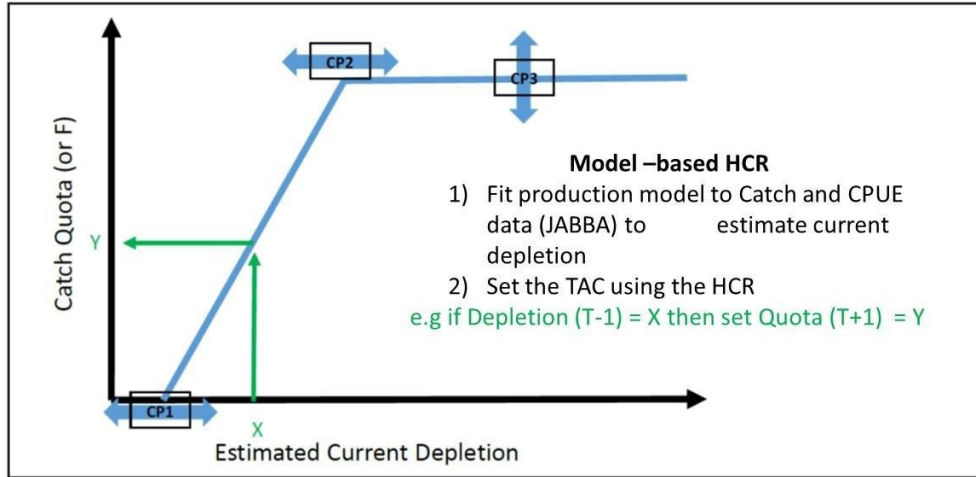 CP2
CP3
Catch Quota (or F)
Model –based HCR
1) Fit production model to Catch and CPUE
data (JABBA) to estimate current
depletion
2) Set the TAC using the HCR
e.g if Depletion (T-1) = X then set Quota (T+1) = Y
Y
CP1
X
Estimated Current Depletion